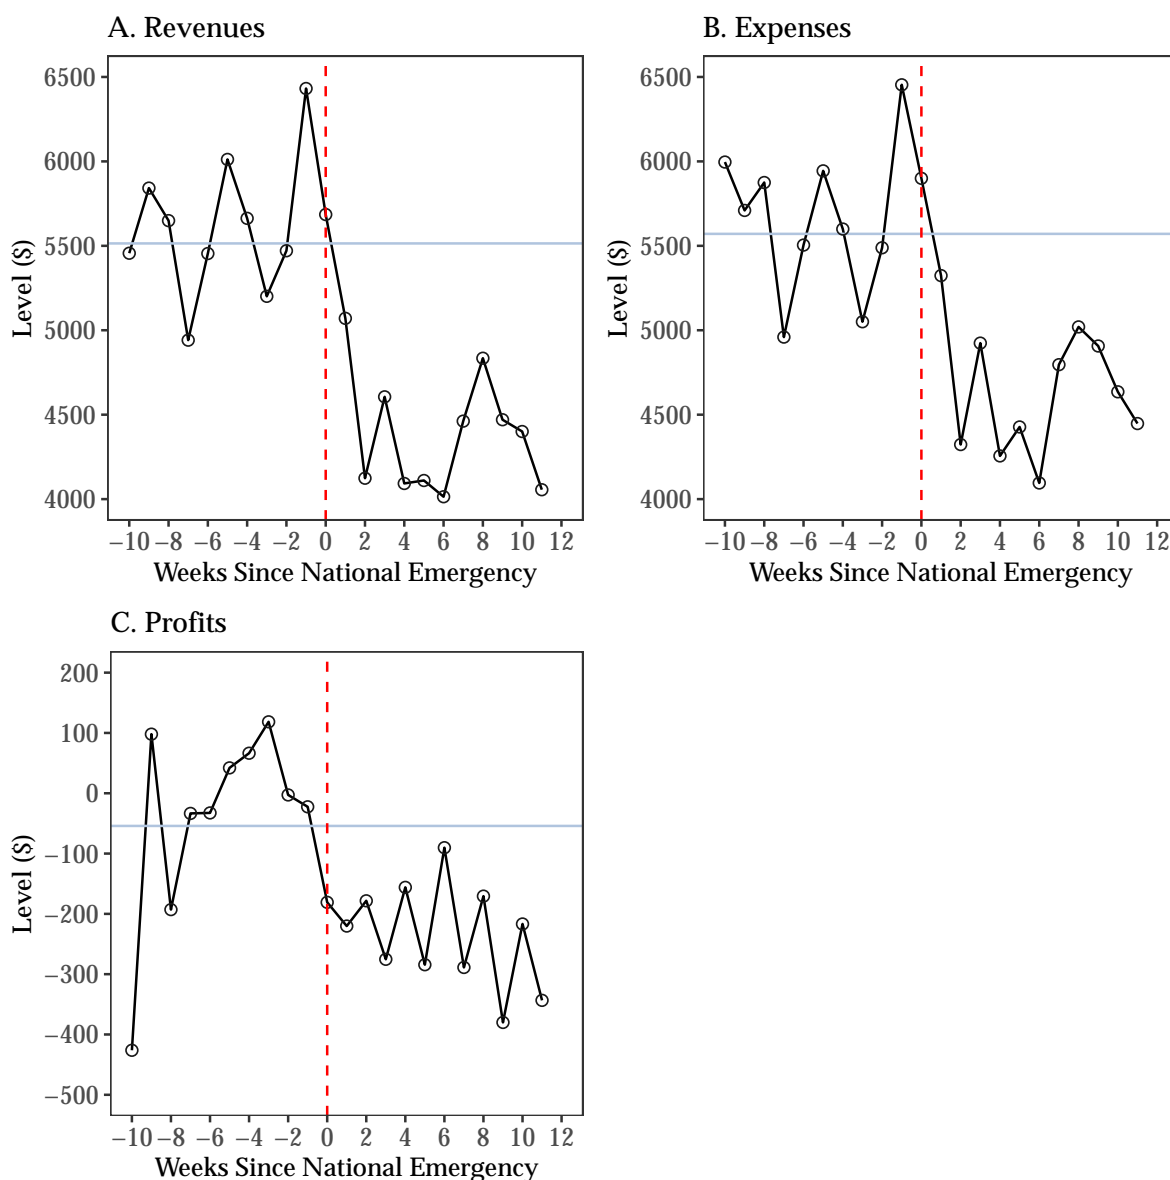 A. Revenues
6500
6000
5500
5000
4500
4000
Level ($)
−10 −8 −6 −4 −2 0 2 4 6 8 10 12
Weeks Since National Emergency
B. Expenses
6500
6000
5500
5000
4500
4000
Level ($)
−10 −8 −6 −4 −2 0 2 4 6 8 10 12
Weeks Since National Emergency
C. Profits
200
100
0
−100
−200
−300
−400
−500
Level ($)
−10 −8 −6 −4 −2 0 2 4 6 8 10 12
Weeks Since National Emergency